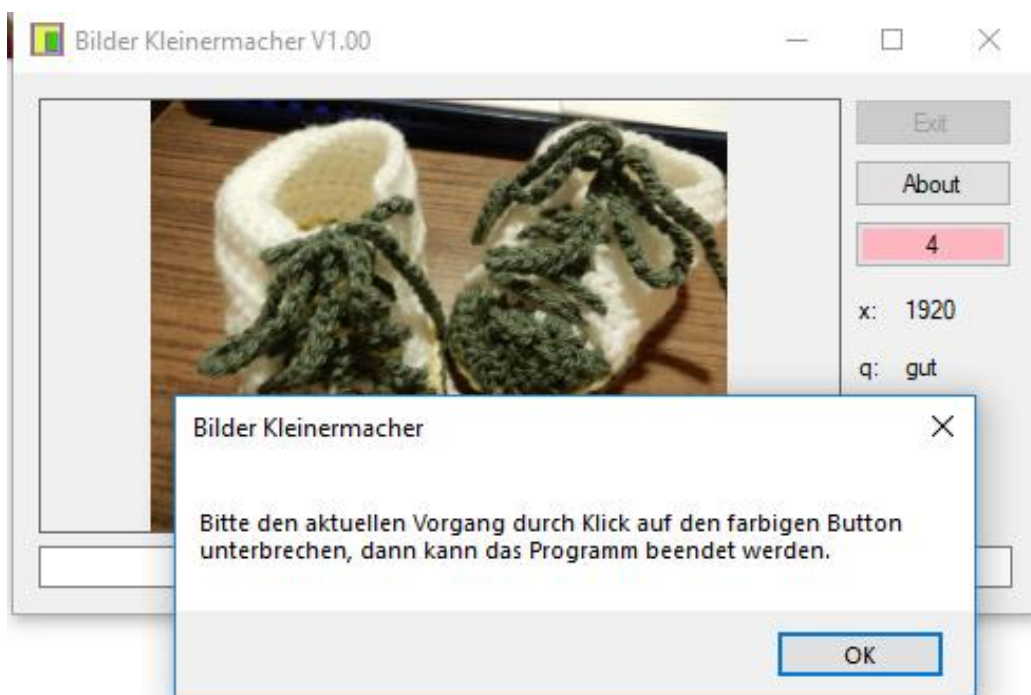 Bilder Kleinermacher V1.00
Exit
About
4
x: 1920
q: gut
Bilder Kleinermacher
Bitte den aktuellen Vorgang durch Klick auf den farbigen Button
unterbrechen, dann kann das Programm beendet werden.
OK